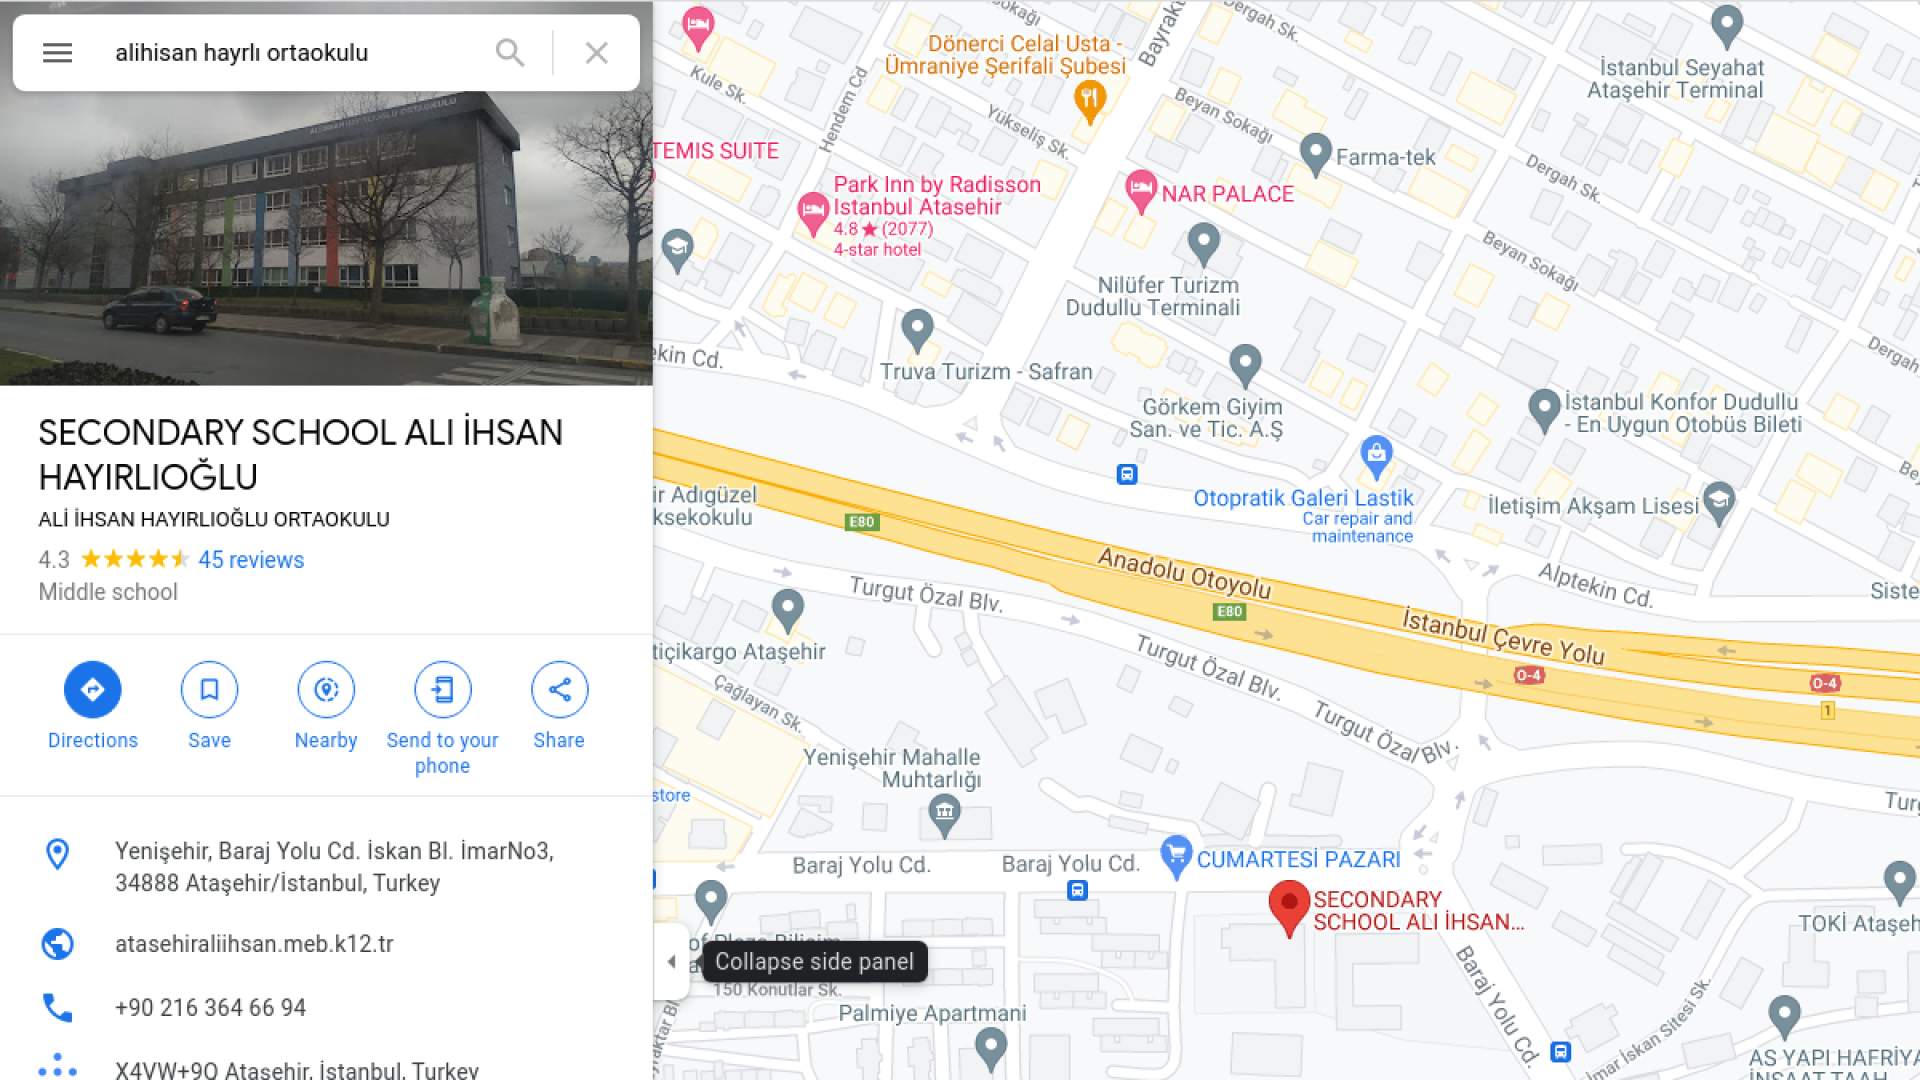 alihisan hayrlı ortaokulu
SECONDARY SCHOOL ALI İHSAN
HAYIRLIOĞLU
ALİ İHSAN HAYIRLIOĞLU ORTAOKULU
4.3
45 reviews
Middle school
Directions
Save
Nearby
Send to your
phone
Share
Yenişehir, Baraj Yolu Cd. İskan Bl. İmarNo3,
34888 Ataşehir/İstanbul, Turkey
atasehiraliihsan.meb.k12.tr
+90 216 364 66 94
X4VW+9Q Ataşehir, İstanbul, Turkey
Collapse side panel
Dergah Sk.
Dönerci Celal Usta -
Ümraniye Şerifali Şubesi
Kule Sk.
Hendem Cd
Yükseliş Sk.
Beyan Sokağı
İstanbul Seyahat
Ataşehir Terminal
TEMIS SUITE
Farma-tek
Dergah Sk.
Park Inn by Radisson
Istanbul Atasehir
4.8★(2077)
4-star hotel
NAR PALACE
Beyan Sokağı
Nilüfer Turizm
Dudullu Terminali
kin Cd.
Truva Turizm - Safran
Dergah
Görkem Giyim
San. ve Tic. A.Ş
İstanbul Konfor Dudullu
- En Uygun Otobüs Bileti
ir Adıgüzel
ksekokulu
Otopratik Galeri Lastik
Car repair and
maintenance
İletişim Akşam Lisesi
E80
Anadolu Otoyolu
E80
Alptekin Cd.
Siste
Turgut Özal Blv.
İstanbul Çevre Yolu
O-4
O-4
1
tiçikargo Ataşehir
Turgut Özal Blv.
Çağlayan Sk.
Turgut Özal Blv.
Yenişehir Mahalle
Muhtarlığı
store
Baraj Yolu Cd.
Baraj Yolu Cd.
CUMARTESİ PAZARI
SECONDARY
SCHOOL ALI İHSAN...
TOKİ Ataşeh
Baraj Yolu Cd.
150 Konutlar Sk.
Palmiye Apartmani
İmar İskan Sitesi Sk.
AS YAPI HAFRİYA